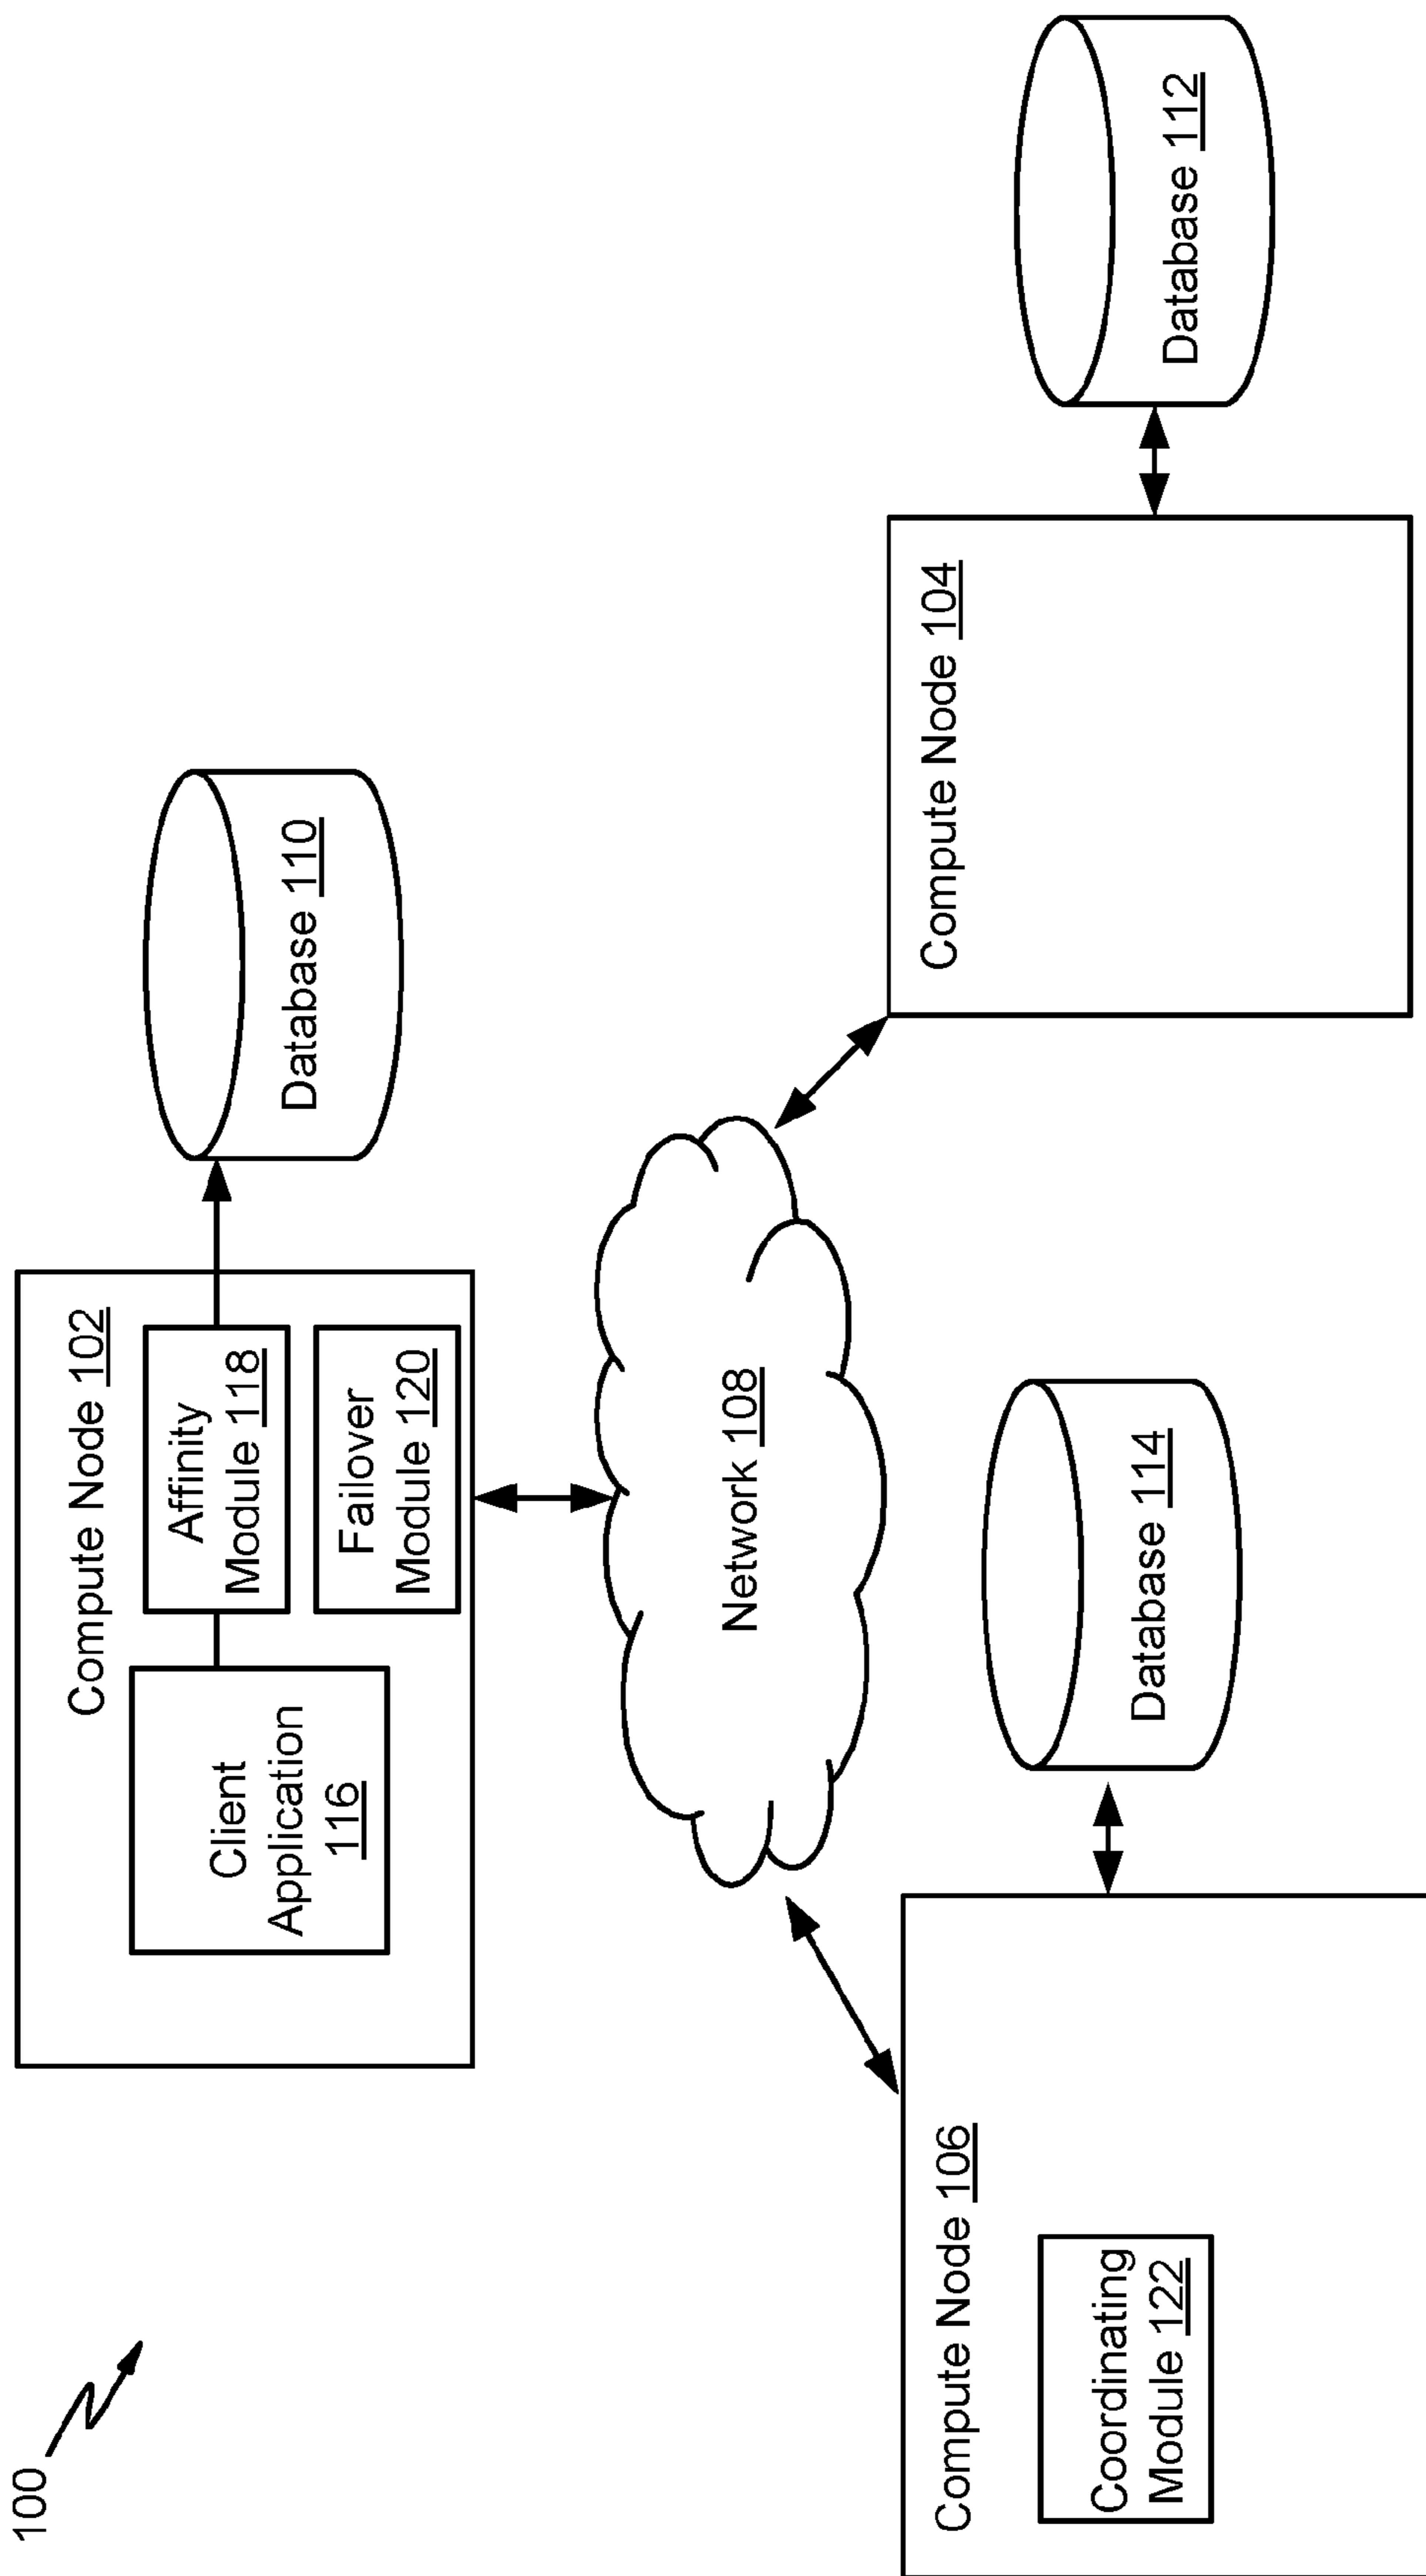 100
Compute Node 102
Client
Application
116
Affinity
Module 118
Failover
Module 120
Database 110
Network 108
Compute Node 106
Coordinating
Module 122
Database 114
Compute Node 104
Database 112